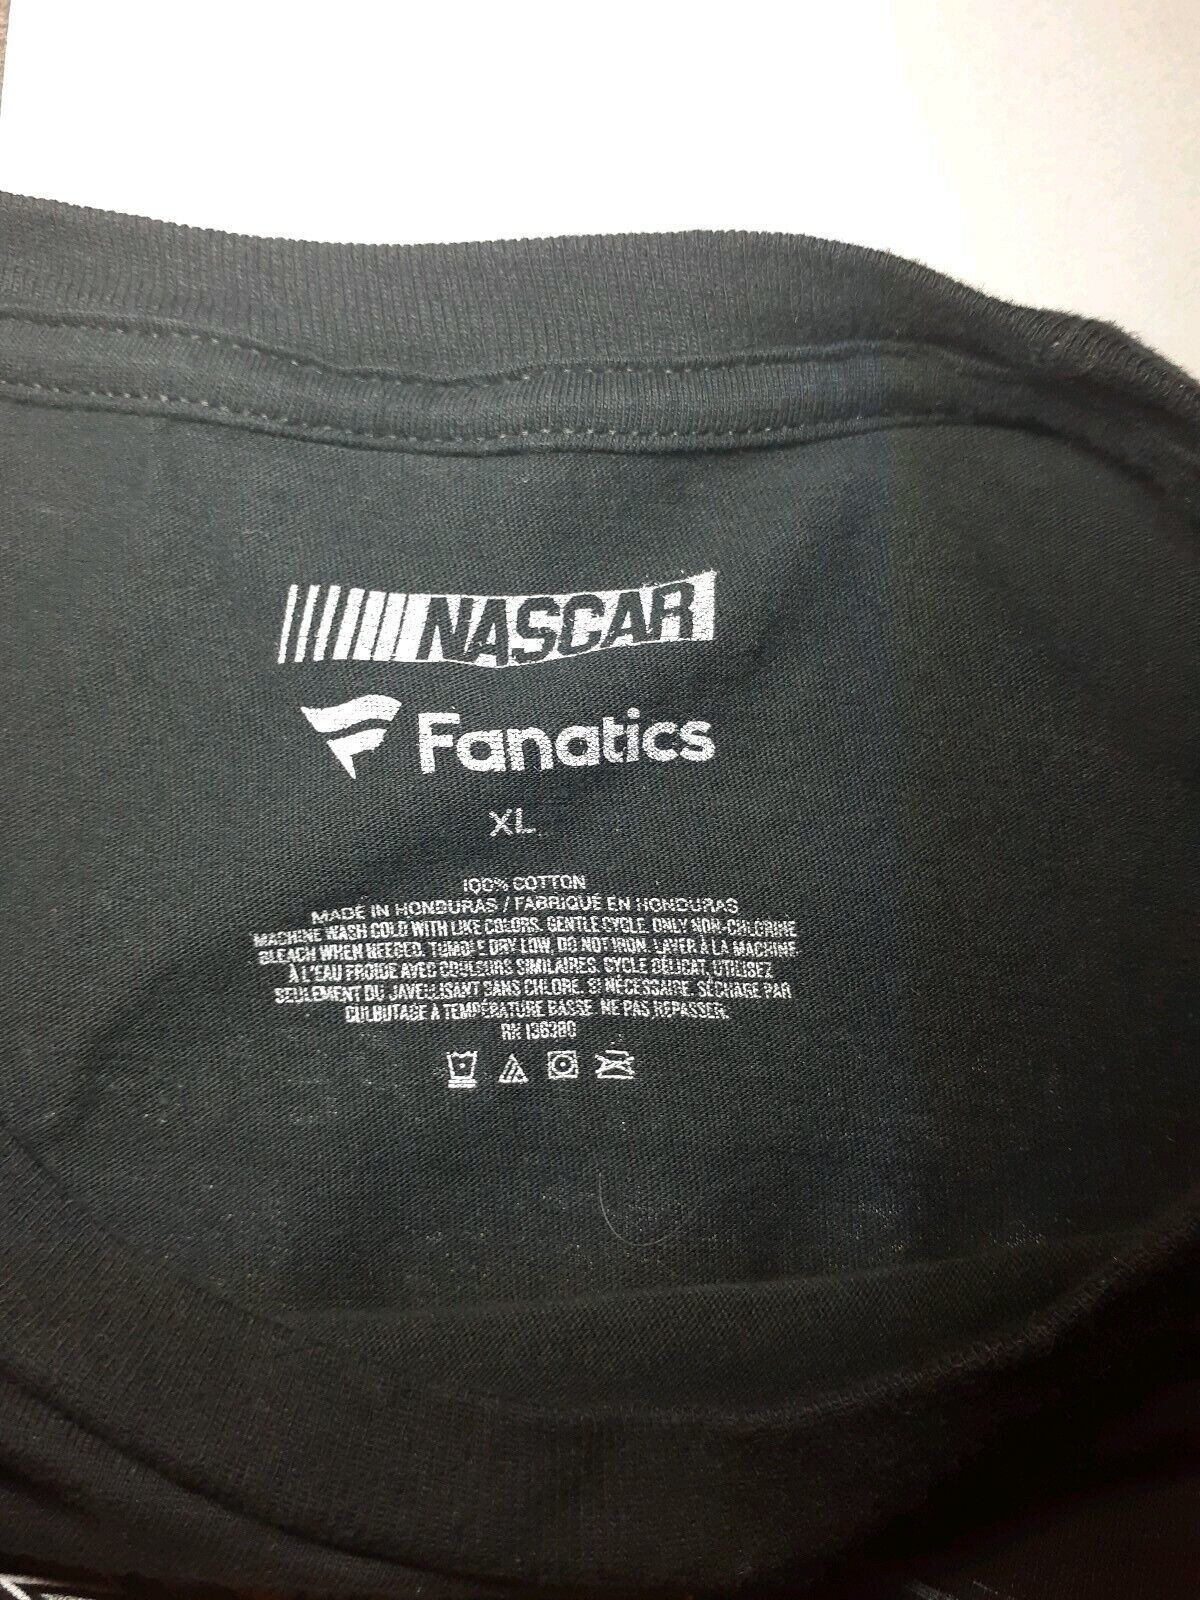 NASCAR
Fanatics
XL
100% COTTON
MADE IN HONDURAS / FABRIQUÉ EN HONDURAS
MACHINE WASH COLD WITH LIKE COLORS. GENTLE CYCLE. ONLY NON-CHLORINE
BLEACH WHEN NEEDED. TUMBLE DRY LOW, DO NOT IRON. LAVER À LA MACHINE
À L'EAU FROIDE AVEC COULEURS SIMILAIRES. CYCLE DÉLICAT, UTILISEZ
SEULEMENT DU JAVELLISANT SANS CHLORE. SI NÉCESSAIRE. SÉCHAGE PAR
CULBUTAGE A TEMPÉRATURE BASSE NE PAS REPASSER.
RN 136280